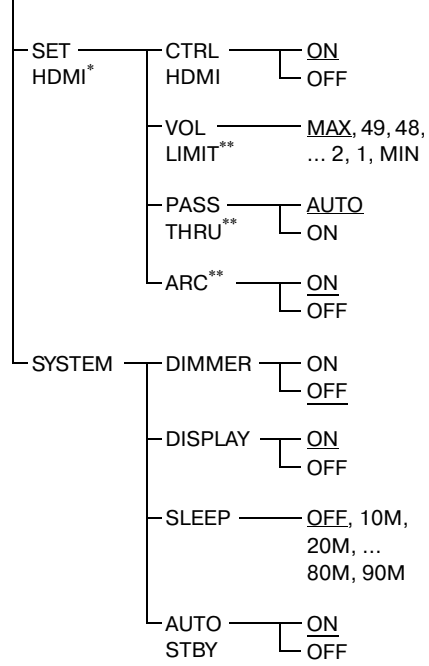 SET HDMI*
CTRL HDMI
ON
OFF
VOL LIMIT**
MAX, 49, 48,
... 2, 1, MIN
PASS THRU**
AUTO
ON
ARC**
ON
OFF
SYSTEM
DIMMER
ON
OFF
DISPLAY
ON
OFF
SLEEP
OFF, 10M,
20M, ...
80M, 90M
AUTO STBY
ON
OFF